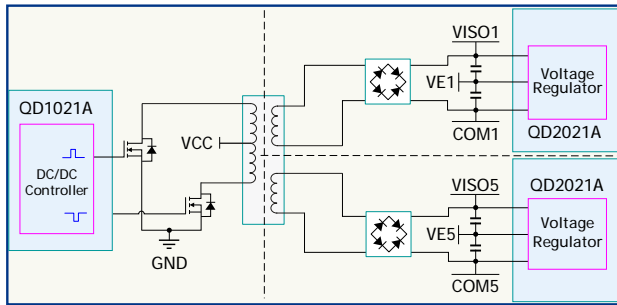 QD1021A
DC/DC
Controller
VCC
GND
VISO1
VE1
COM1
Voltage
Regulator
QD2021A
VISO5
VE5
COM5
QD2021A
Voltage
Regulator